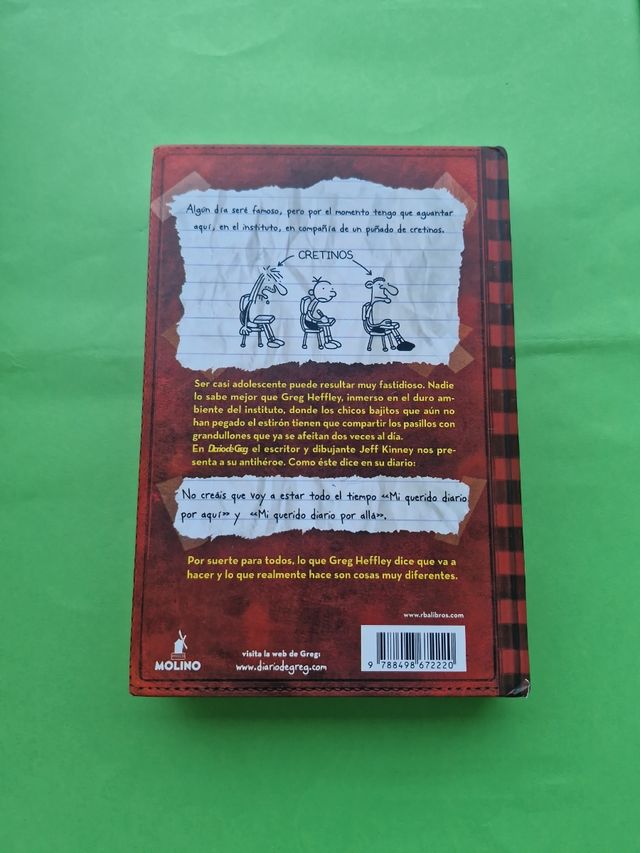 Algún día seré famoso, pero por el momento tengo que aguantar
aquí, en el instituto, en compañía de un puñado de cretinos.
CRETINOS
Ser casi adolescente puede resultar muy fastidioso. Nadie
lo sabe mejor que Greg Heffley, inmerso en el duro am-
biente del instituto, donde los chicos bajitos que aún no
han pegado el estirón tienen que compartir los pasillos con
grandullones que ya se afeitan dos veces al día.
En Diario de Greg el escritor y dibujante Jeff Kinney nos pre-
senta a su antihéroe. Como éste dice en su diario:
No creáis que voy a estar todo el tiempo «Mi querido diario
por aquí» y «Mi querido diario por allá».
Por suerte para todos, lo que Greg Heffley dice que va a
hacer y lo que realmente hace son cosas muy diferentes.
www.rbalibros.com
MOLINO
visita la web de Greg:
www.diariodegreg.com
9 788498 672220